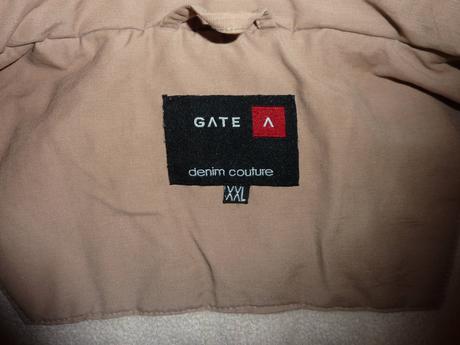 GATE A
denim couture
XXL